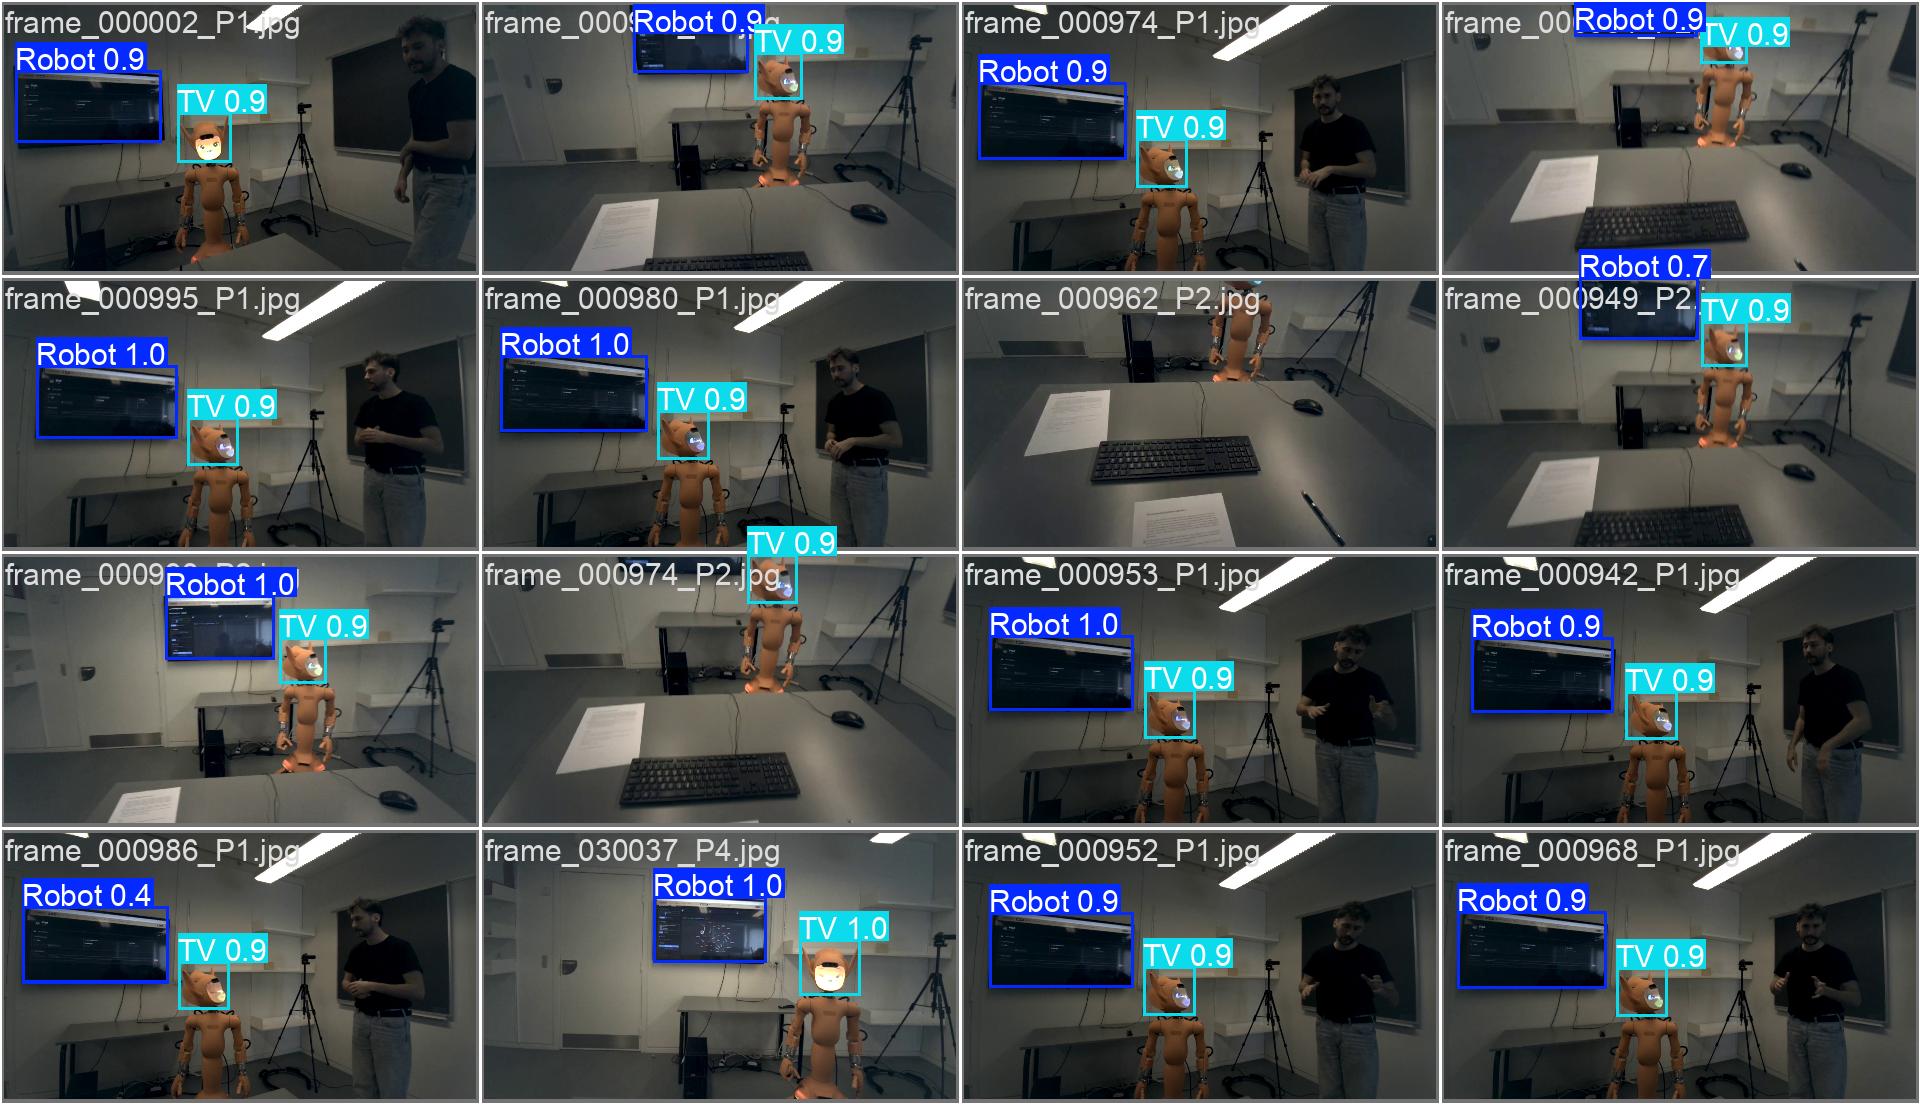 frame_000002_P1.jpg
Robot 0.9
TV 0.9
Robot 0.9
TV 0.9
frame_000974_P1.jpg
Robot 0.9
TV 0.9
Robot 0.9
TV 0.9
frame_000995_P1.jpg
Robot 1.0
TV 0.9
frame_000980_P1.jpg
Robot 1.0
TV 0.9
frame_000962_P2.jpg
Robot 0.7
frame_000949_P2
TV 0.9
Robot 1.0
TV 0.9
TV 0.9
frame_000974_P2.jpg
frame_000953_P1.jpg
Robot 1.0
TV 0.9
frame_000942_P1.jpg
Robot 0.9
TV 0.9
frame_000986_P1.jpg
Robot 0.4
TV 0.9
frame_030037_P4.jpg
Robot 1.0
TV 1.0
frame_000952_P1.jpg
Robot 0.9
TV 0.9
frame_000968_P1.jpg
Robot 0.9
TV 0.9